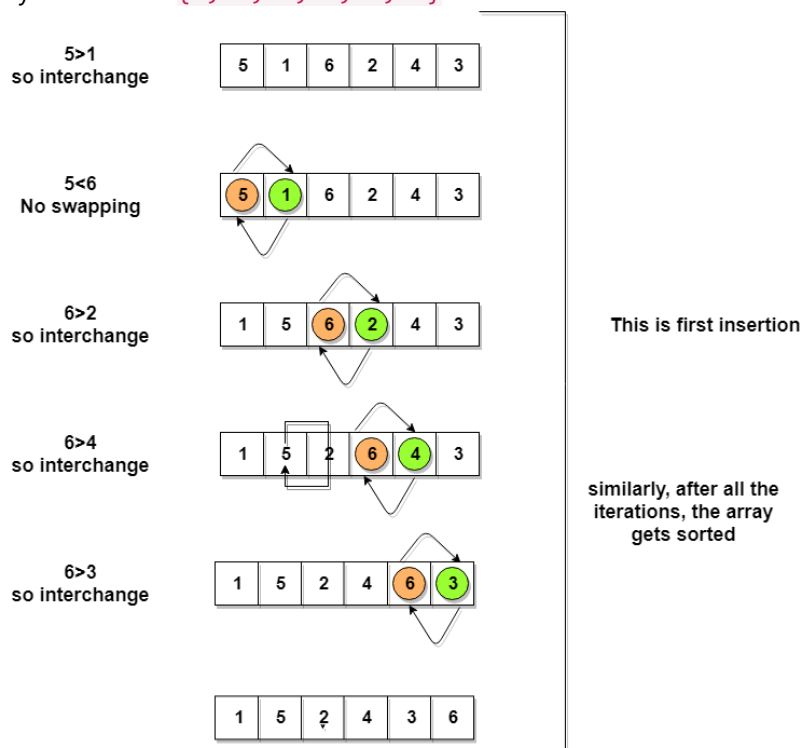 5>1
so interchange
5 1 6 2 4 3
5<6
No swapping
5 1 6 2 4 3
6>2
so interchange
1 5 6 2 4 3
This is first insertion
6>4
so interchange
1 5 2 6 4 3
similarly, after all the
iterations, the array
gets sorted
6>3
so interchange
1 5 2 4 6 3
1 5 2 4 3 6